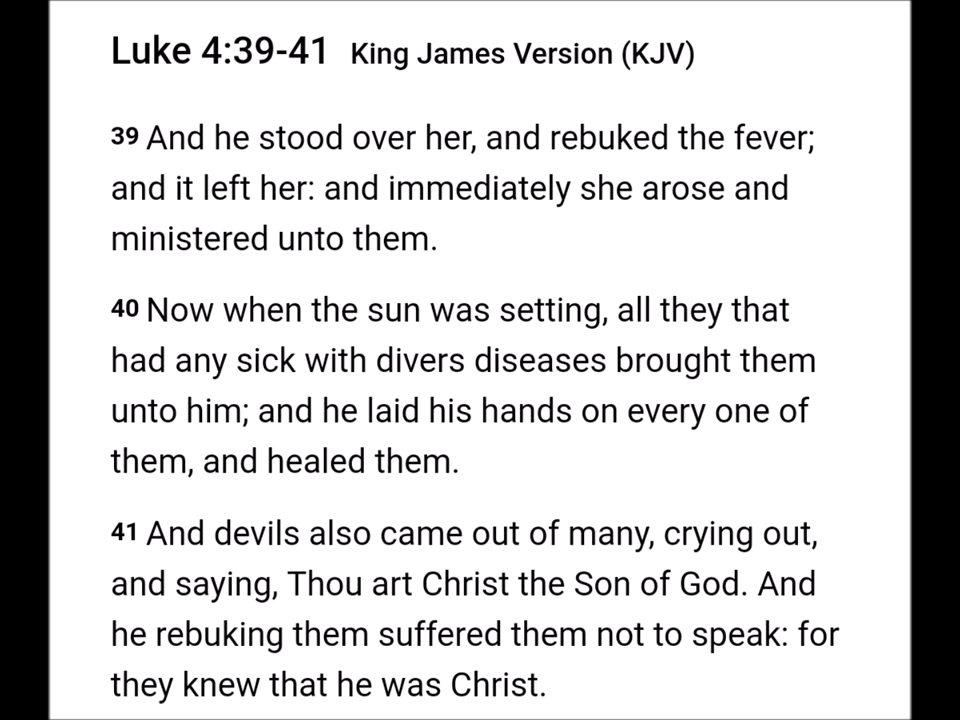 Luke 4:39-41 King James Version (KJV)
39 And he stood over her, and rebuked the fever;
and it left her: and immediately she arose and
ministered unto them.
40 Now when the sun was setting, all they that
had any sick with divers diseases brought them
unto him; and he laid his hands on every one of
them, and healed them.
41 And devils also came out of many, crying out,
and saying, Thou art Christ the Son of God. And
he rebuking them suffered them not to speak: for
they knew that he was Christ.